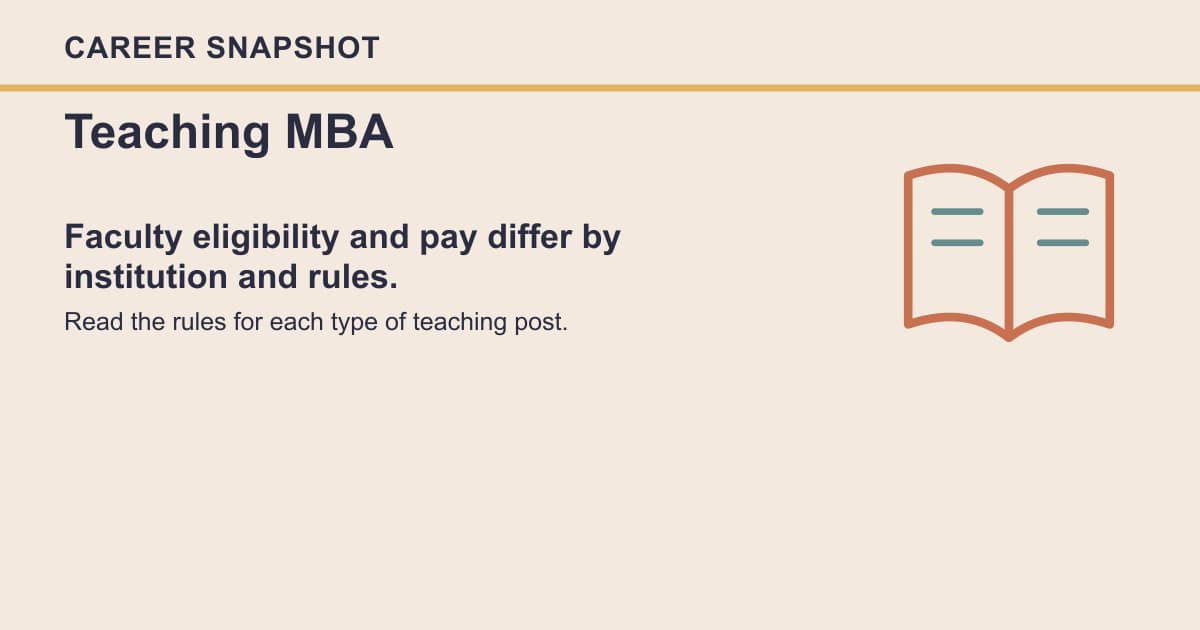 CAREER SNAPSHOT
Teaching MBA
Faculty eligibility and pay differ by
institution and rules.
Read the rules for each type of teaching post.